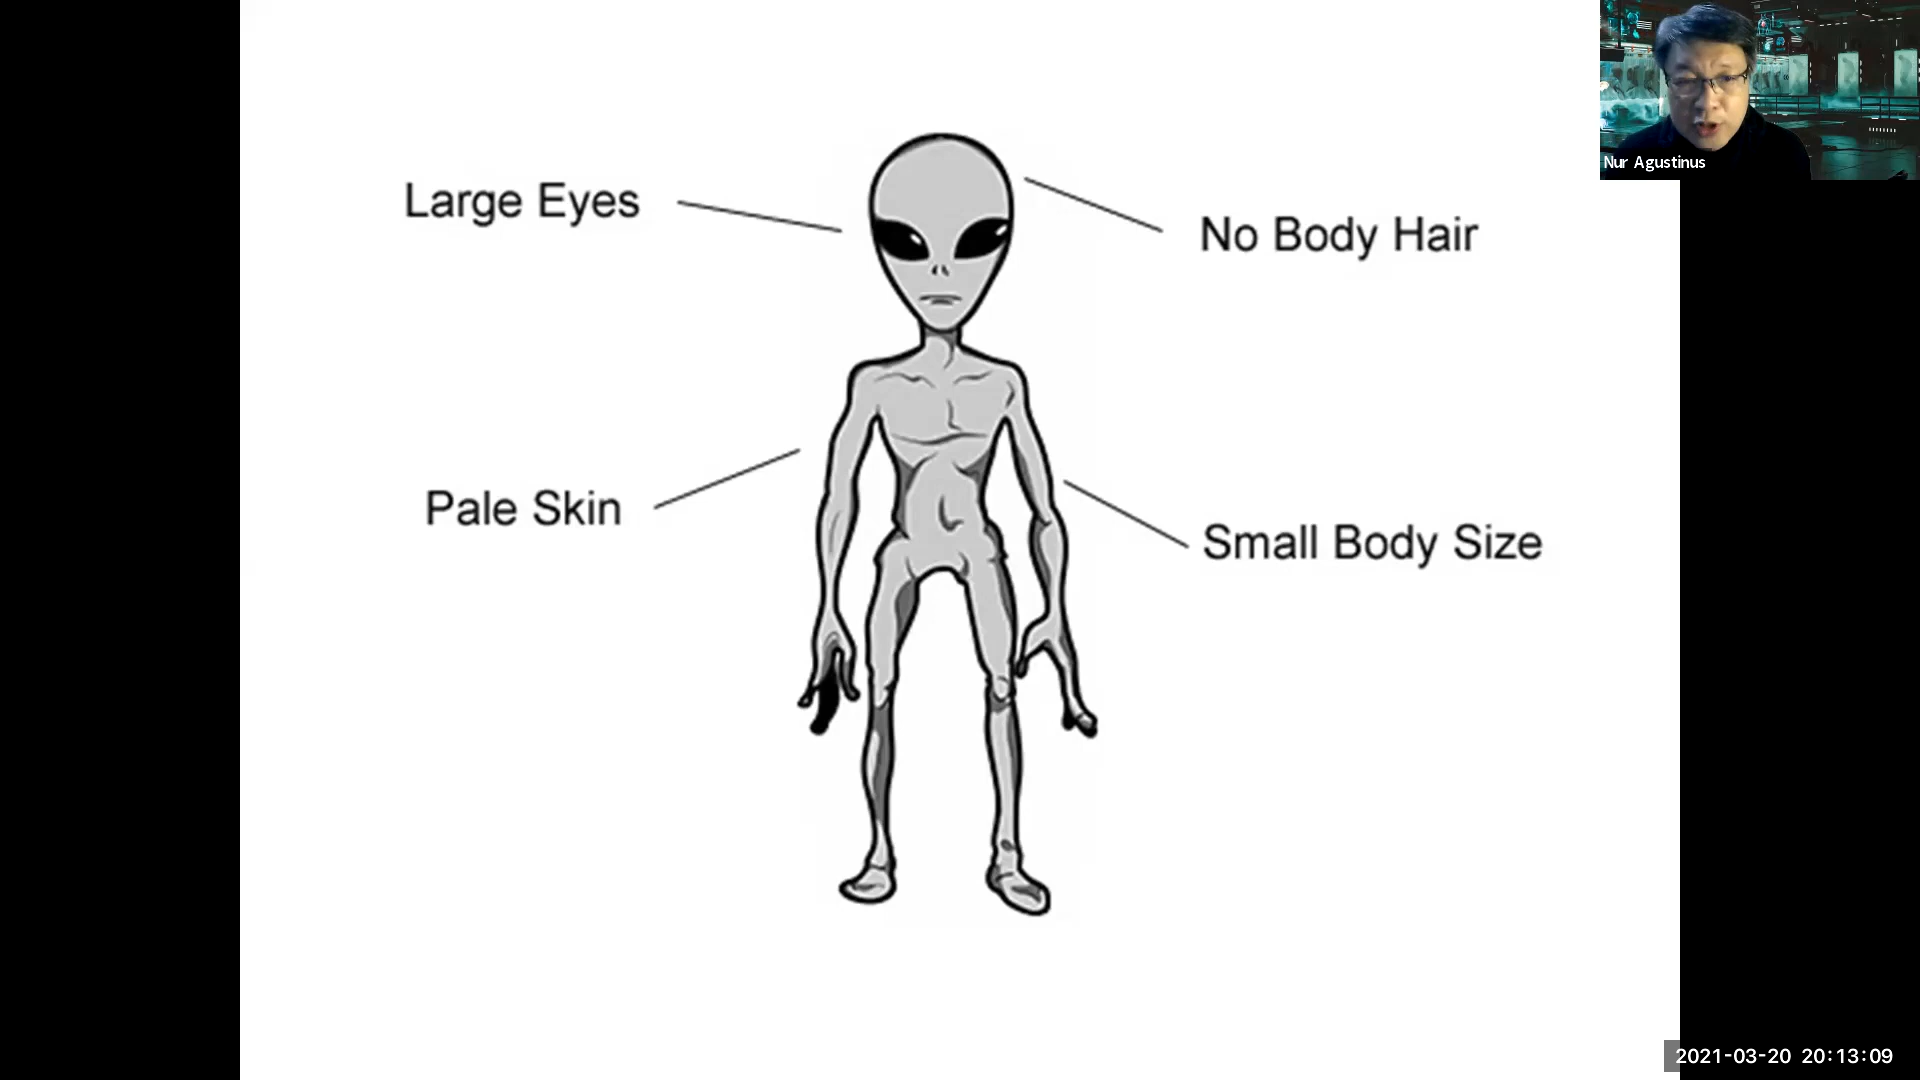 Nur Agustinus
Large Eyes
No Body Hair
Pale Skin
Small Body Size
2021-03-20 20:13:09